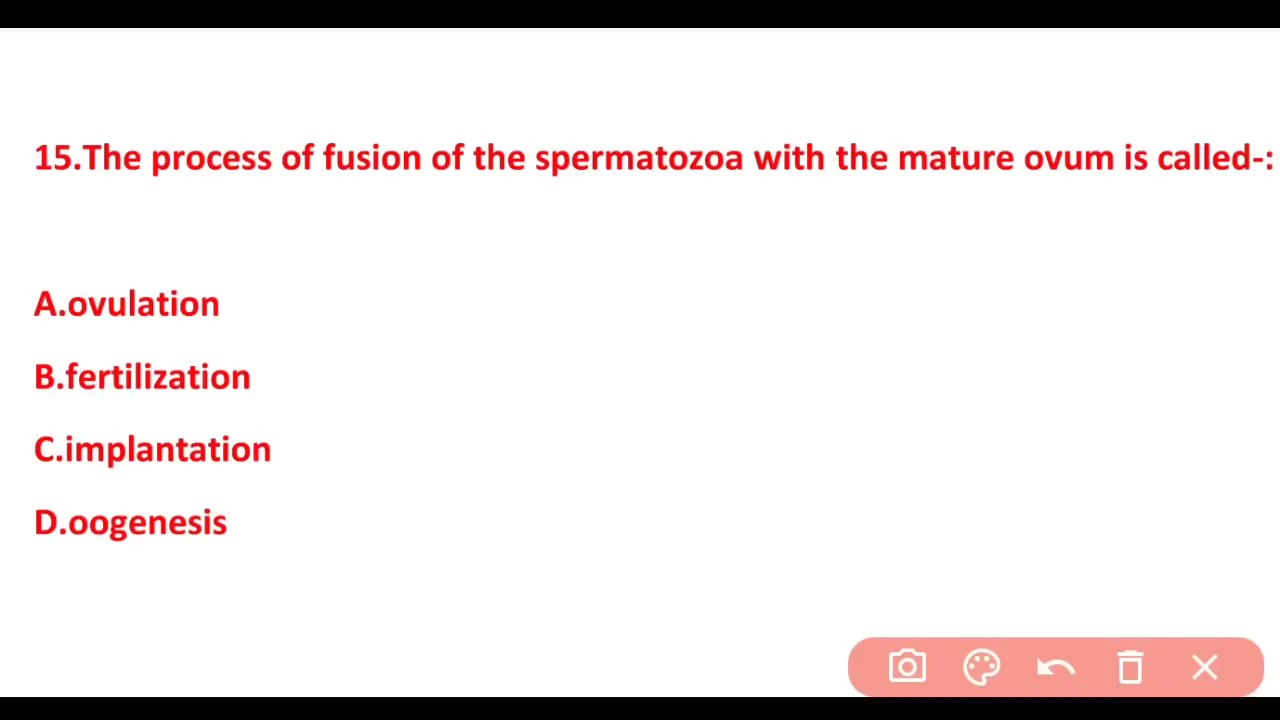 15.The process of fusion of the spermatozoa with the mature ovum is called-:
A.ovulation
B.fertilization
C.implantation
D.oogenesis